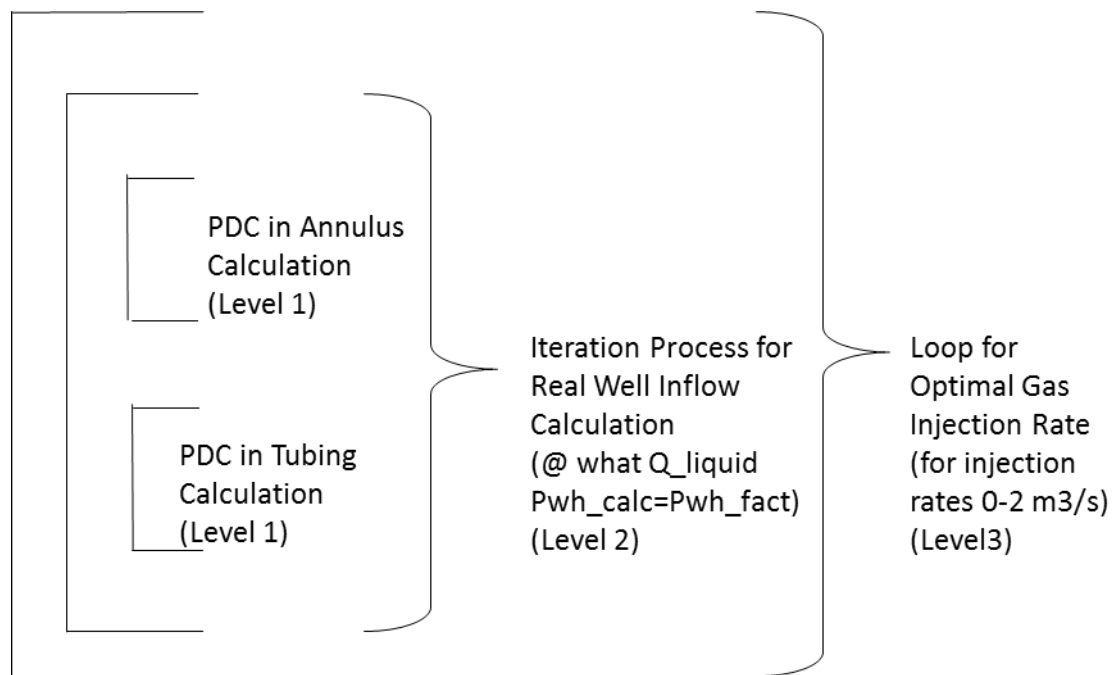 PDC in Annulus
Calculation
(Level 1)
PDC in Tubing
Calculation
(Level 1)
Iteration Process for
Real Well Inflow
Calculation
(@ what Q_liquid
Pwh_calc=Pwh_fact)
(Level 2)
Loop for
Optimal Gas
Injection Rate
(for injection
rates 0-2 m3/s)
(Level3)